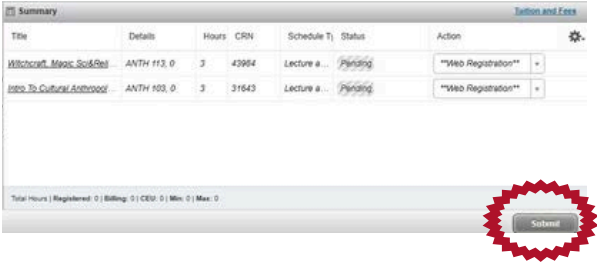 Summary Tuition and Fees
Title Details Hours CRN Schedule Ty Status Action
Witchcraft, Magic Sci&Reli ... ANTH 113, 0 3 43964 Lecture a... Pending **Web Registration**
Intro To Cultural Anthropol ... ANTH 103, 0 3 31643 Lecture a... Pending **Web Registration**
Total Hours | Registered: 0 | Billing: 0 | CEU: 0 | Min: 0 | Max: 0
Submit